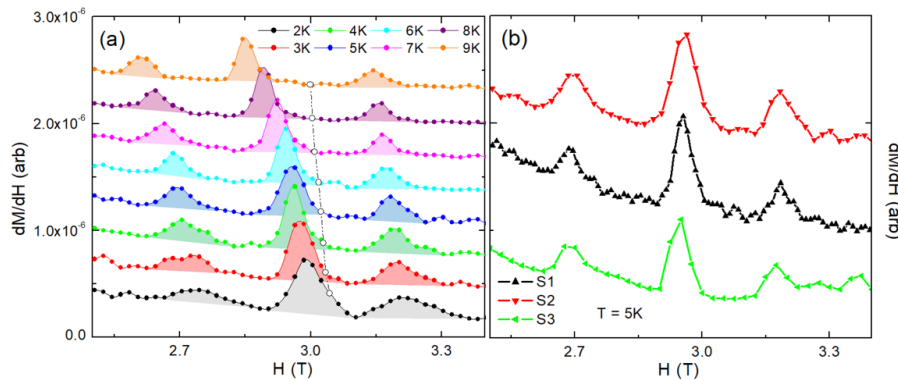 3.0x10⁻⁶
(a)
2K 4K 6K 8K
3K 5K 7K 9K
2.0x10⁻⁶
1.0x10⁻⁶
0.0
dM/dH (arb)
2.7 3.0 3.3
H (T)
(b)
S1
S2
S3
T = 5K
2.7 3.0 3.3
H (T)
dM/dH (arb)